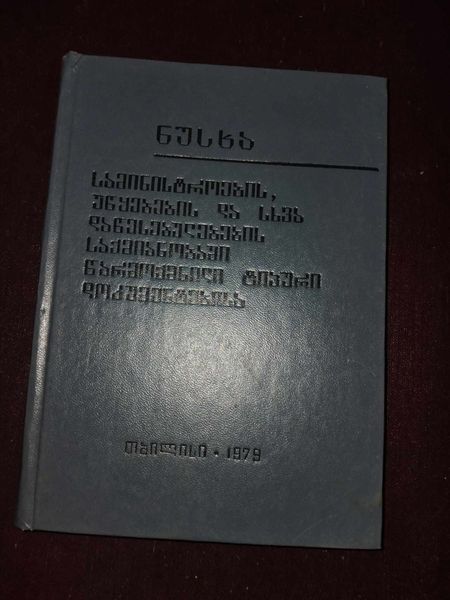 ნუსხა
სამინისტროების,
უწყებების და სხვა
დაწესებულებების
საქმიანობაში
წარმოქმნილი ტიპური
დოკუმენტებისა
თბილისი • 1979